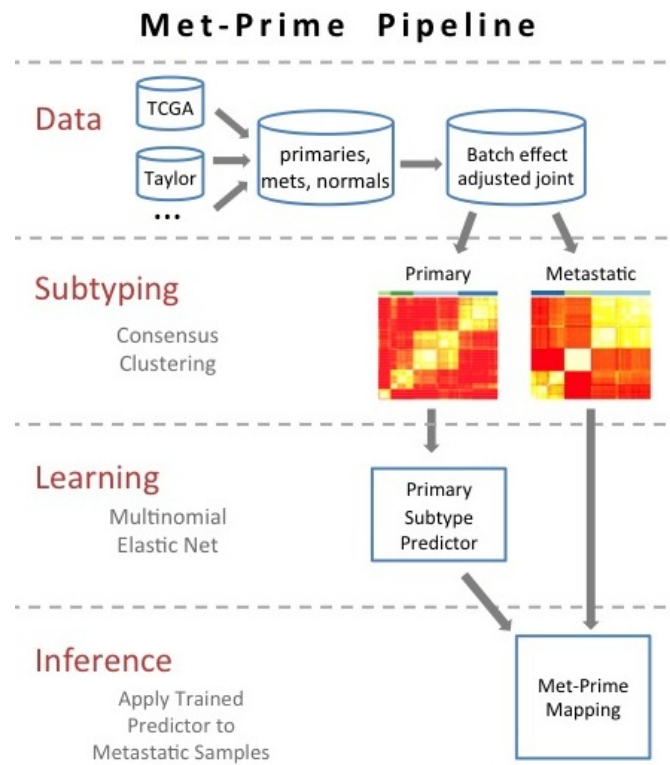 Met-Prime Pipeline
Data
TCGA
Taylor
...
primaries,
mets, normals
Batch effect
adjusted joint
Subtyping
Consensus
Clustering
Primary
Metastatic
Learning
Multinomial
Elastic Net
Primary
Subtype
Predictor
Inference
Apply Trained
Predictor to
Metastatic Samples
Met-Prime
Mapping